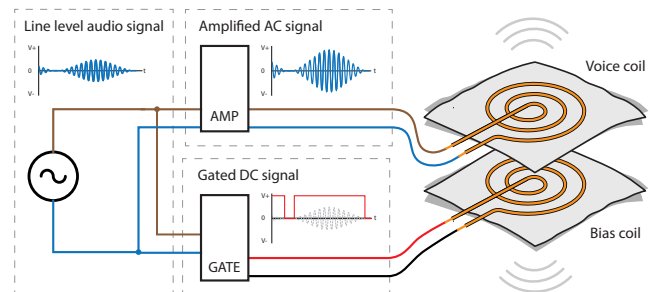 Line level audio signal
V+
0
V-
t
Amplified AC signal
V+
0
V-
t
AMP
Voice coil
Gated DC signal
V+
0
V-
t
GATE
Bias coil